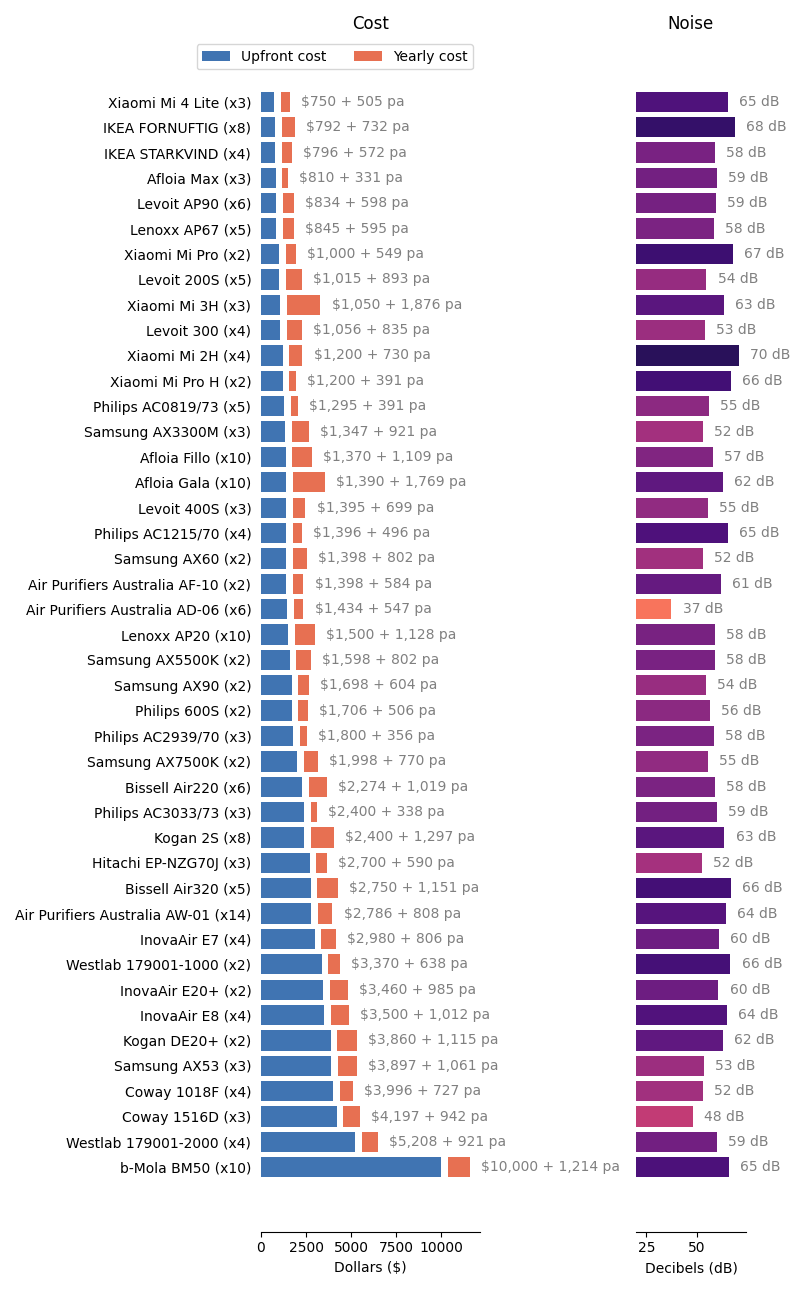 Cost Noise
Upfront cost Yearly cost
Xiaomi Mi 4 Lite (x3) $750 + 505 pa 65 dB
IKEA FORNUFTIG (x8) $792 + 732 pa 68 dB
IKEA STARKVIND (x4) $796 + 572 pa 58 dB
Afloia Max (x3) $810 + 331 pa 59 dB
Levoit AP90 (x6) $834 + 598 pa 59 dB
Lenoxx AP67 (x5) $845 + 595 pa 58 dB
Xiaomi Mi Pro (x2) $1,000 + 549 pa 67 dB
Levoit 200S (x5) $1,015 + 893 pa 54 dB
Xiaomi Mi 3H (x3) $1,050 + 1,876 pa 63 dB
Levoit 300 (x4) $1,056 + 835 pa 53 dB
Xiaomi Mi 2H (x4) $1,200 + 730 pa 70 dB
Xiaomi Mi Pro H (x2) $1,200 + 391 pa 66 dB
Philips AC0819/73 (x5) $1,295 + 391 pa 55 dB
Samsung AX3300M (x3) $1,347 + 921 pa 52 dB
Afloia Fillo (x10) $1,370 + 1,109 pa 57 dB
Afloia Gala (x10) $1,390 + 1,769 pa 62 dB
Levoit 400S (x3) $1,395 + 699 pa 55 dB
Philips AC1215/70 (x4) $1,396 + 496 pa 65 dB
Samsung AX60 (x2) $1,398 + 802 pa 52 dB
Air Purifiers Australia AF-10 (x2) $1,398 + 584 pa 61 dB
Air Purifiers Australia AD-06 (x6) $1,434 + 547 pa 37 dB
Lenoxx AP20 (x10) $1,500 + 1,128 pa 58 dB
Samsung AX5500K (x2) $1,598 + 802 pa 58 dB
Samsung AX90 (x2) $1,698 + 604 pa 54 dB
Philips 600S (x2) $1,706 + 506 pa 56 dB
Philips AC2939/70 (x3) $1,800 + 356 pa 58 dB
Samsung AX7500K (x2) $1,998 + 770 pa 55 dB
Bissell Air220 (x6) $2,274 + 1,019 pa 58 dB
Philips AC3033/73 (x3) $2,400 + 338 pa 59 dB
Kogan 2S (x8) $2,400 + 1,297 pa 63 dB
Hitachi EP-NZG70J (x3) $2,700 + 590 pa 52 dB
Bissell Air320 (x5) $2,750 + 1,151 pa 66 dB
Air Purifiers Australia AW-01 (x14) $2,786 + 808 pa 64 dB
InovaAir E7 (x4) $2,980 + 806 pa 60 dB
Westlab 179001-1000 (x2) $3,370 + 638 pa 66 dB
InovaAir E20+ (x2) $3,460 + 985 pa 60 dB
InovaAir E8 (x4) $3,500 + 1,012 pa 64 dB
Kogan DE20+ (x2) $3,860 + 1,115 pa 62 dB
Samsung AX53 (x3) $3,897 + 1,061 pa 53 dB
Coway 1018F (x4) $3,996 + 727 pa 52 dB
Coway 1516D (x3) $4,197 + 942 pa 48 dB
Westlab 179001-2000 (x4) $5,208 + 921 pa 59 dB
b-Mola BM50 (x10) $10,000 + 1,214 pa 65 dB
0 2500 5000 7500 10000 25 50
Dollars ($) Decibels (dB)